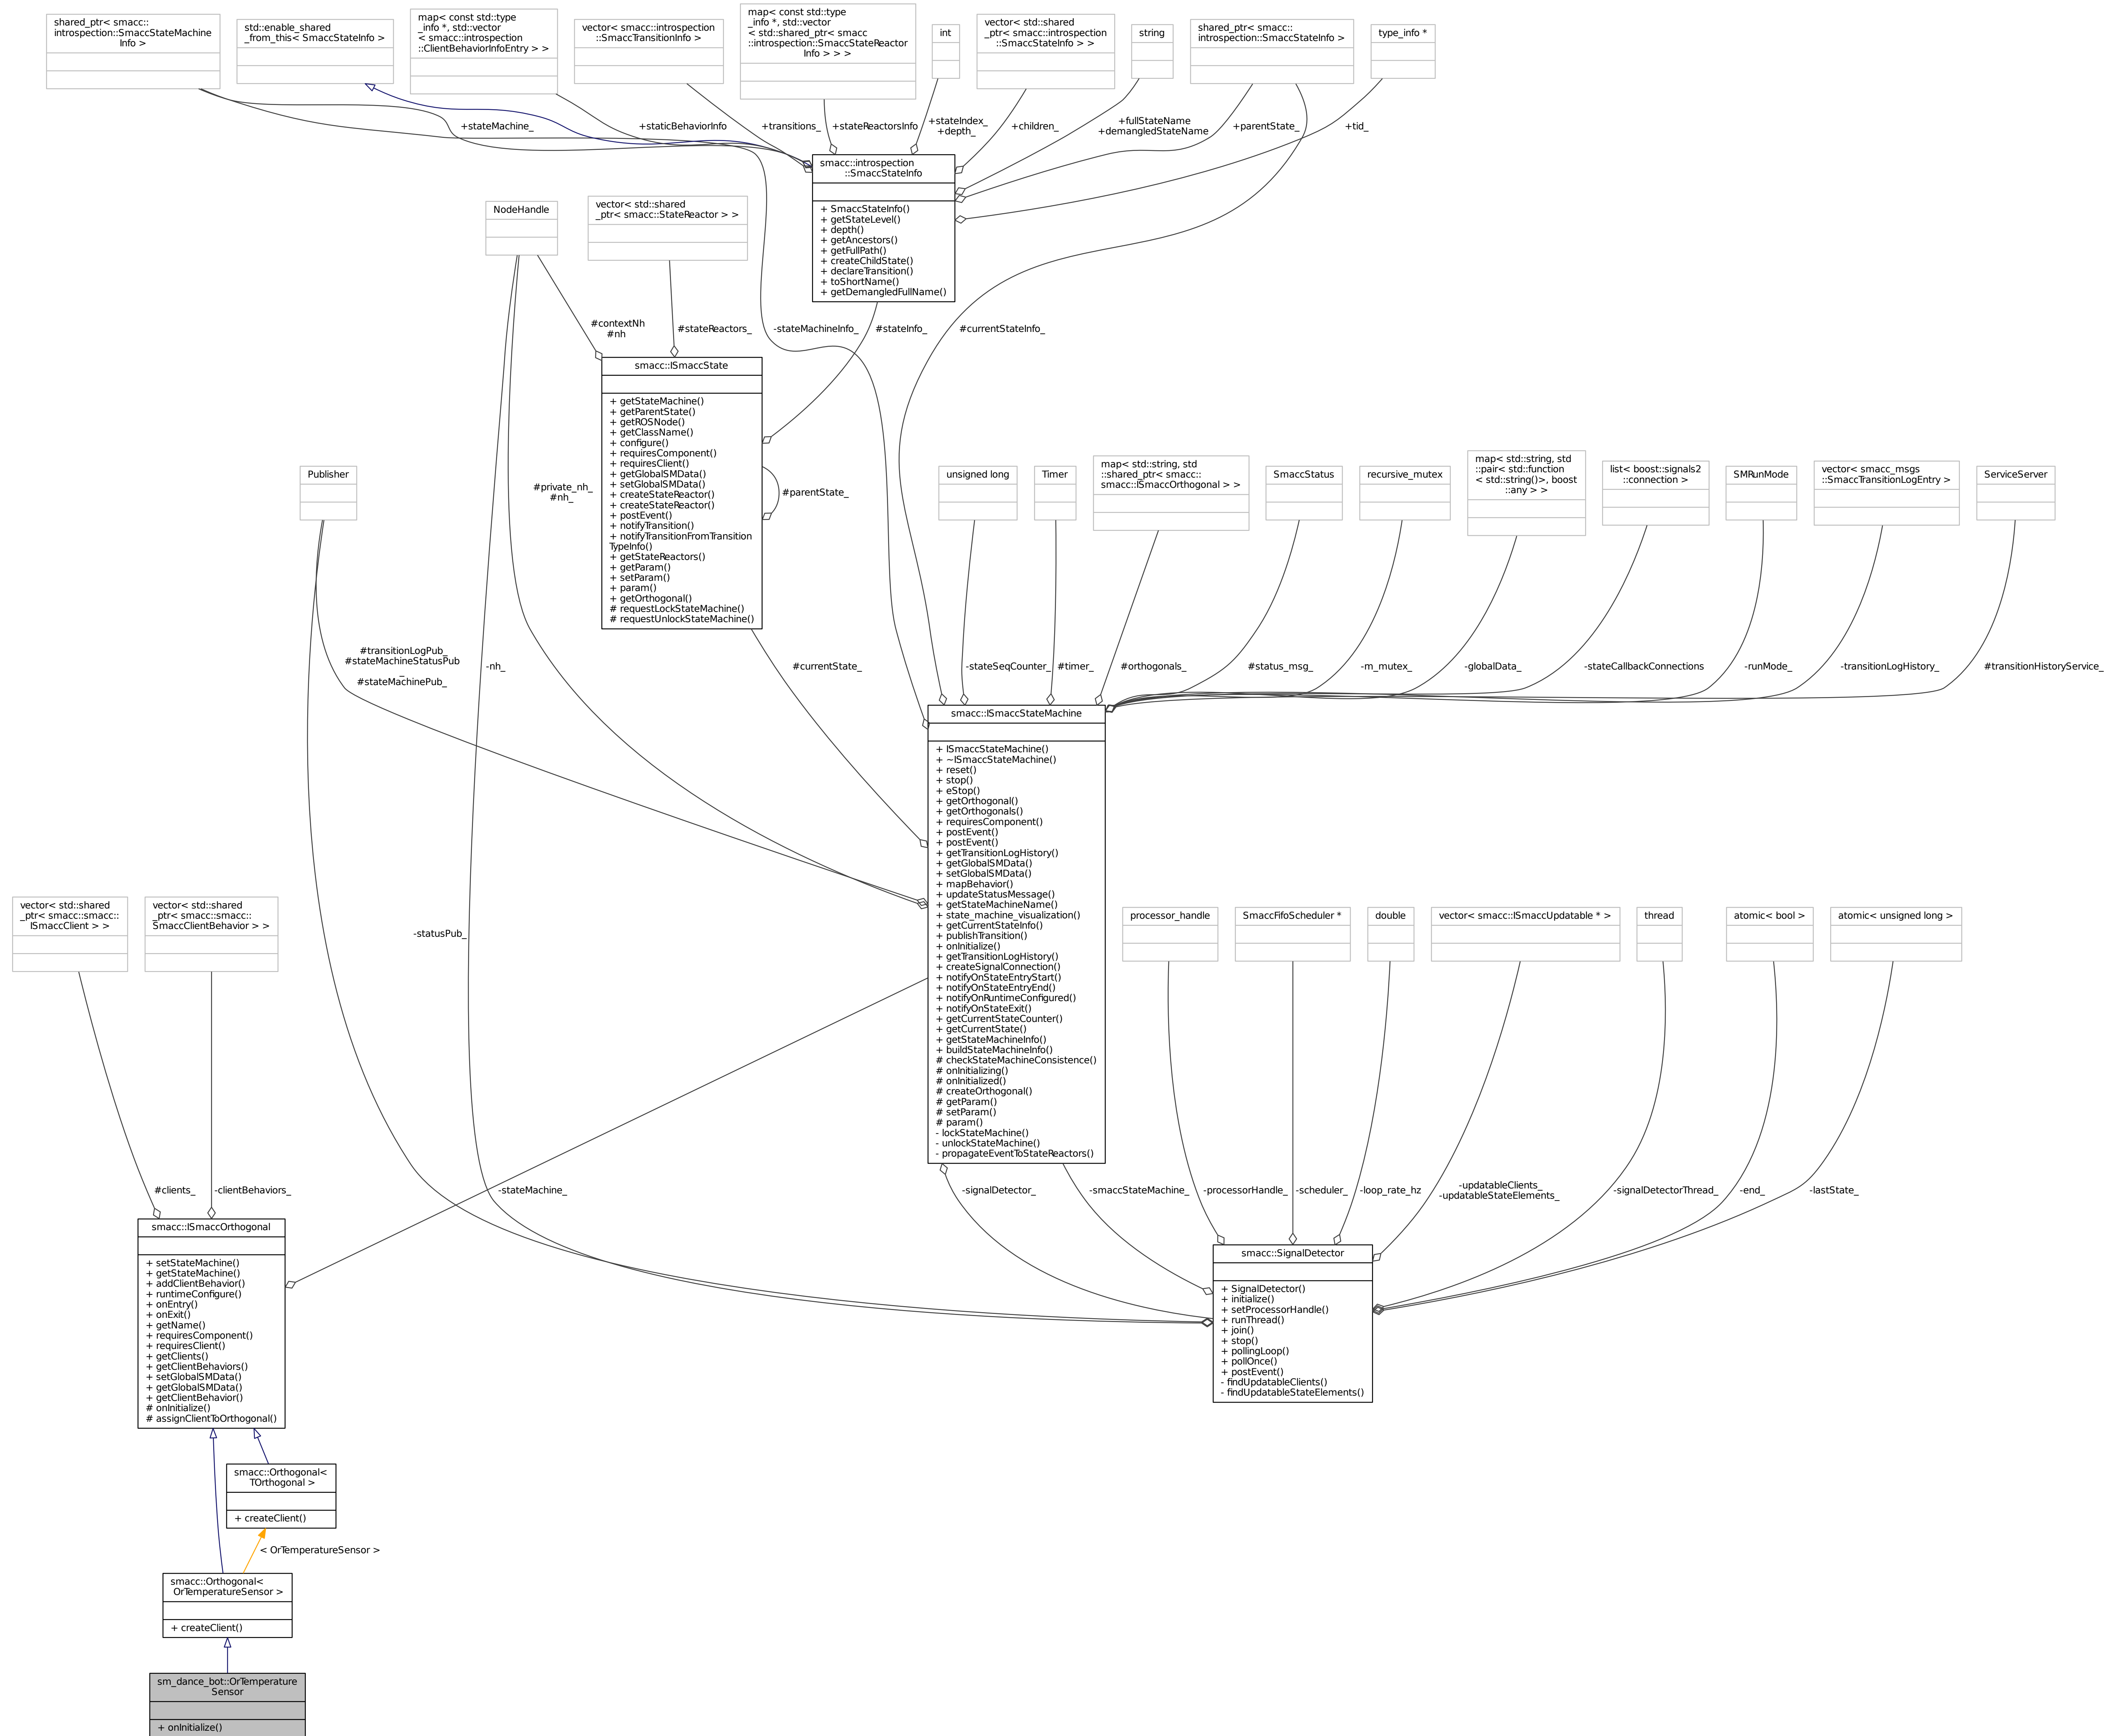 shared_ptr< smacc::
introspection::SmaccStateMachine
Info >
std::enable_shared
_from_this< SmaccStateInfo >
map< const std::type
_info *, std::vector
< smacc::introspection
::ClientBehaviorInfoEntry > >
vector< smacc::introspection
::SmaccTransitionInfo >
map< const std::type
_info *, std::vector
< std::shared_ptr< smacc
::introspection::SmaccStateReactor
Info > > >
int
vector< std::shared
_ptr< smacc::introspection
::SmaccStateInfo > >
string
shared_ptr< smacc::
introspection::SmaccStateInfo >
type_info *
+stateMachine_
+staticBehaviorInfo
+transitions_
+stateReactorsInfo
+stateIndex_
+depth_
+children_
+fullStateName
+demangledStateName
+parentState_
+tid_
smacc::introspection
::SmaccStateInfo
+ SmaccStateInfo()
+ getStateLevel()
+ depth()
+ getAncestors()
+ getFullPath()
+ createChildState()
+ declareTransition()
+ toShortName()
+ getDemangledFullName()
NodeHandle
vector< std::shared
_ptr< smacc::StateReactor > >
#contextNh
#nh
#stateReactors_
-stateMachineInfo_
#stateInfo_
#currentStateInfo_
smacc::ISmaccState
+ getStateMachine()
+ getParentState()
+ getROSNode()
+ getClassName()
+ configure()
+ requiresComponent()
+ requiresClient()
+ getGlobalSMData()
+ setGlobalSMData()
+ createStateReactor()
+ createStateReactor()
+ postEvent()
+ notifyTransition()
+ notifyTransitionFromTransition
TypeInfo()
+ getStateReactors()
+ getParam()
+ setParam()
+ param()
+ getOrthogonal()
# requestLockStateMachine()
# requestUnlockStateMachine()
#parentState_
Publisher
#private_nh_
#nh_
unsigned long
Timer
map< std::string, std
::shared_ptr< smacc::
smacc::ISmaccOrthogonal > >
SmaccStatus
recursive_mutex
map< std::string, std
::pair< std::function
< std::string()>, boost
::any > >
list< boost::signals2
::connection >
SMRunMode
vector< smacc_msgs
::SmaccTransitionLogEntry >
ServiceServer
#transitionLogPub_
#stateMachineStatusPub
_
#stateMachinePub_
-nh_
#currentState_
-stateSeqCounter_
#timer_
#orthogonals_
#status_msg_
-m_mutex_
-globalData_
-stateCallbackConnections
-runMode_
-transitionLogHistory_
#transitionHistoryService_
smacc::ISmaccStateMachine
+ ISmaccStateMachine()
+ ~ISmaccStateMachine()
+ reset()
+ stop()
+ eStop()
+ getOrthogonal()
+ getOrthogonals()
+ requiresComponent()
+ postEvent()
+ postEvent()
+ getTransitionLogHistory()
+ getGlobalSMData()
+ setGlobalSMData()
+ mapBehavior()
+ updateStatusMessage()
+ getStateMachineName()
+ state_machine_visualization()
+ getCurrentStateInfo()
+ publishTransition()
+ onInitialize()
+ getTransitionLogHistory()
+ createSignalConnection()
+ notifyOnStateEntryStart()
+ notifyOnStateEntryEnd()
+ notifyOnRuntimeConfigured()
+ notifyOnStateExit()
+ getCurrentStateCounter()
+ getCurrentState()
+ getStateMachineInfo()
+ buildStateMachineInfo()
# checkStateMachineConsistence()
# onInitializing()
# onInitialized()
# createOrthogonal()
# getParam()
# setParam()
# param()
- lockStateMachine()
- unlockStateMachine()
- propagateEventToStateReactors()
vector< std::shared
_ptr< smacc::smacc::
ISmaccClient > >
vector< std::shared
_ptr< smacc::smacc::
SmaccClientBehavior > >
-statusPub_
processor_handle
SmaccFifoScheduler *
double
vector< smacc::ISmaccUpdatable * >
thread
atomic< bool >
atomic< unsigned long >
#clients_
-clientBehaviors_
-stateMachine_
-signalDetector_
-smaccStateMachine_
-processorHandle_
-scheduler_
-loop_rate_hz
-updatableClients_
-updatableStateElements_
-signalDetectorThread_
-end_
-lastState_
smacc::ISmaccOrthogonal
+ setStateMachine()
+ getStateMachine()
+ addClientBehavior()
+ runtimeConfigure()
+ onEntry()
+ onExit()
+ getName()
+ requiresComponent()
+ requiresClient()
+ getClients()
+ getClientBehaviors()
+ setGlobalSMData()
+ getGlobalSMData()
+ getClientBehavior()
# onInitialize()
# assignClientToOrthogonal()
smacc::SignalDetector
+ SignalDetector()
+ initialize()
+ setProcessorHandle()
+ runThread()
+ join()
+ stop()
+ pollingLoop()
+ pollOnce()
+ postEvent()
- findUpdatableClients()
- findUpdatableStateElements()
smacc::Orthogonal<
TOrthogonal >
+ createClient()
< OrTemperatureSensor >
smacc::Orthogonal<
OrTemperatureSensor >
+ createClient()
sm_dance_bot::OrTemperature
Sensor
+ onInitialize()